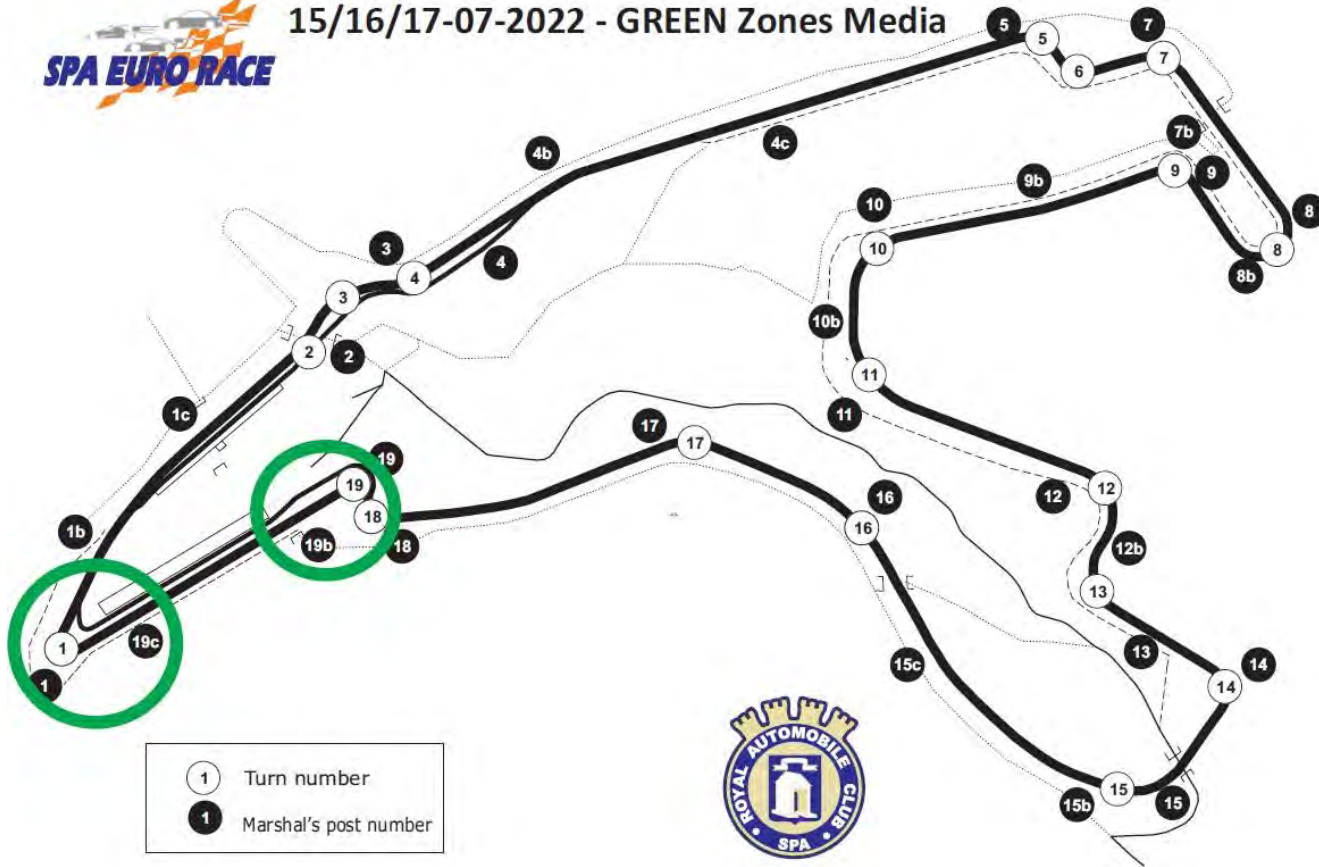 15/16/17-07-2022 - GREEN Zones Media
SPA EURO RACE
5
7
5
6
7
4c
4b
7b
9
9
9b
8
8
8b
10
10
3
4
4
3
2
2
10b
11
11
1c
17
17
19
19
18
18
19b
16
16
12
12
12b
1b
13
13
14
14
1
1
19c
15c
15
15
15b
1 Turn number
1 Marshal's post number
ROYAL AUTOMOBILE CLUB
SPA